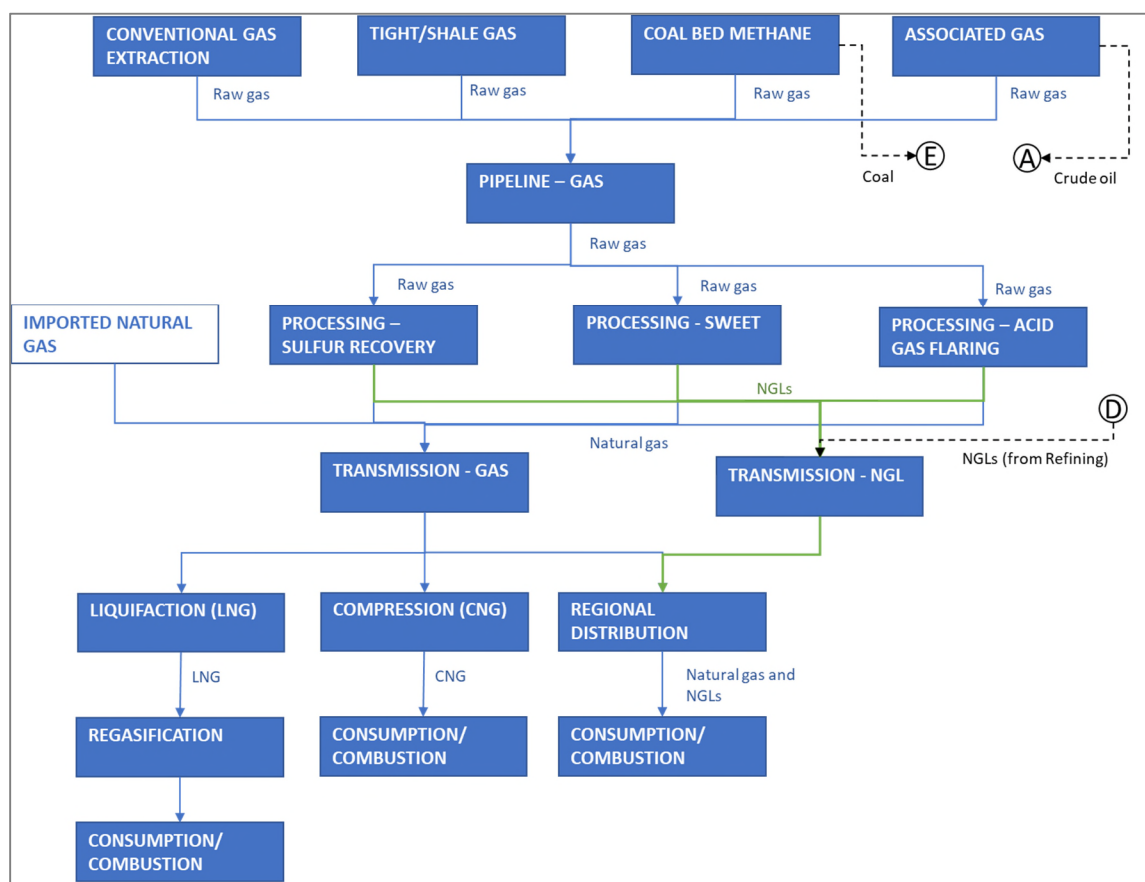 CONVENTIONAL GAS
EXTRACTION
TIGHT/SHALE GAS
COAL BED METHANE
ASSOCIATED GAS
Raw gas
Raw gas
Raw gas
Raw gas
E
A
Coal
Crude oil
PIPELINE – GAS
Raw gas
Raw gas
Raw gas
Raw gas
IMPORTED NATURAL
GAS
PROCESSING –
SULFUR RECOVERY
PROCESSING - SWEET
PROCESSING – ACID
GAS FLARING
NGLs
D
Natural gas
NGLs (from Refining)
TRANSMISSION - GAS
TRANSMISSION - NGL
LIQUIFACTION (LNG)
COMPRESSION (CNG)
REGIONAL
DISTRIBUTION
LNG
CNG
Natural gas and
NGLs
REGASIFICATION
CONSUMPTION/
COMBUSTION
CONSUMPTION/
COMBUSTION
CONSUMPTION/
COMBUSTION